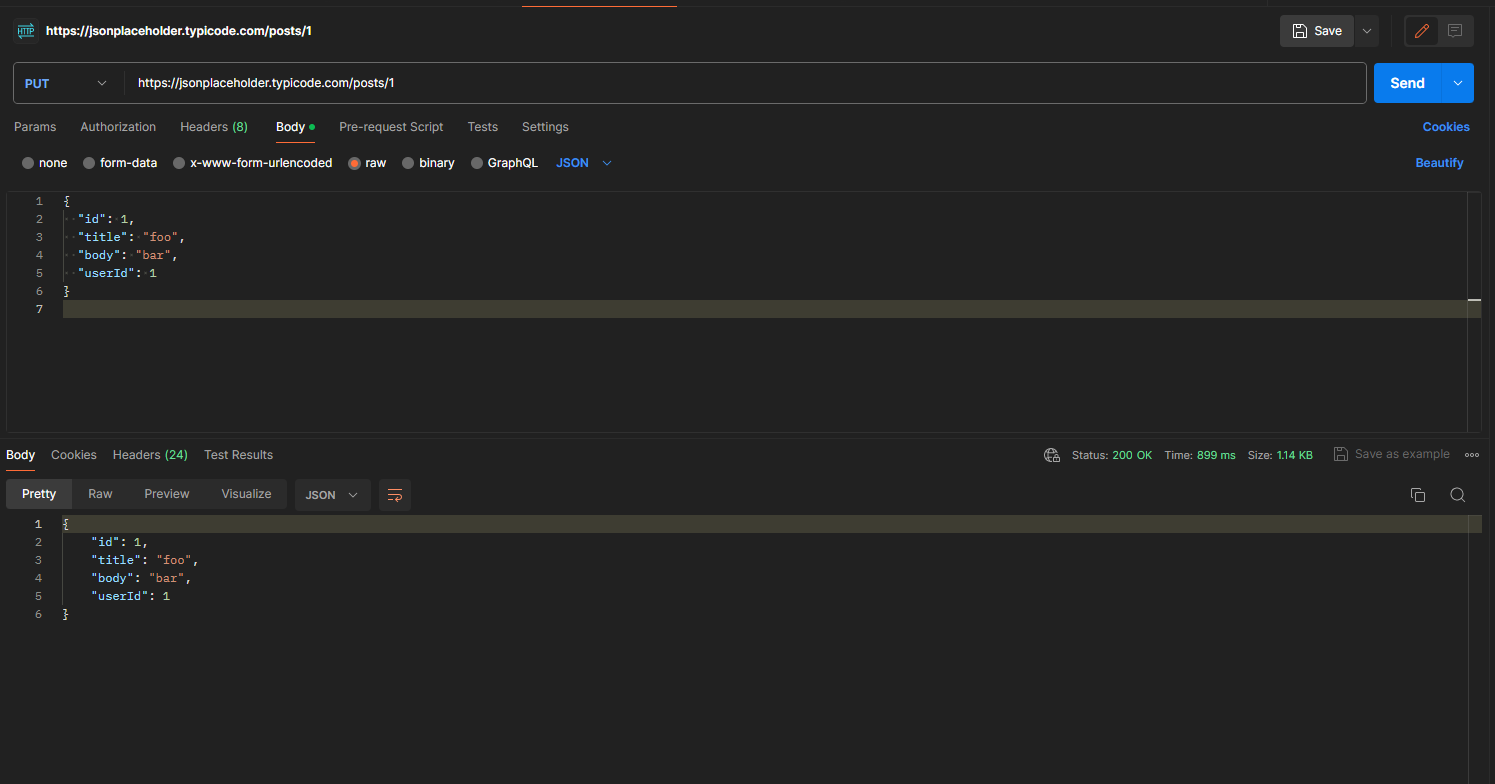 HTTP https://jsonplaceholder.typicode.com/posts/1 Save
PUT https://jsonplaceholder.typicode.com/posts/1 Send
Params Authorization Headers (8) Body Pre-request Script Tests Settings Cookies
none form-data x-www-form-urlencoded raw binary GraphQL JSON Beautify
1 {
2 "id": 1,
3 "title": "foo",
4 "body": "bar",
5 "userId": 1
6 }
7
Body Cookies Headers (24) Test Results Status: 200 OK Time: 899 ms Size: 1.14 KB Save as example
Pretty Raw Preview Visualize JSON
1 {
2 "id": 1,
3 "title": "foo",
4 "body": "bar",
5 "userId": 1
6 }